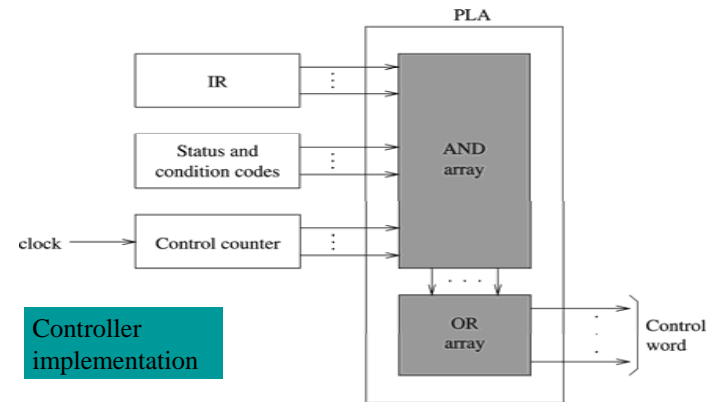 PLA
IR
Status and
condition codes
AND
array
clock
Control counter
OR
array
Control
word
Controller
implementation